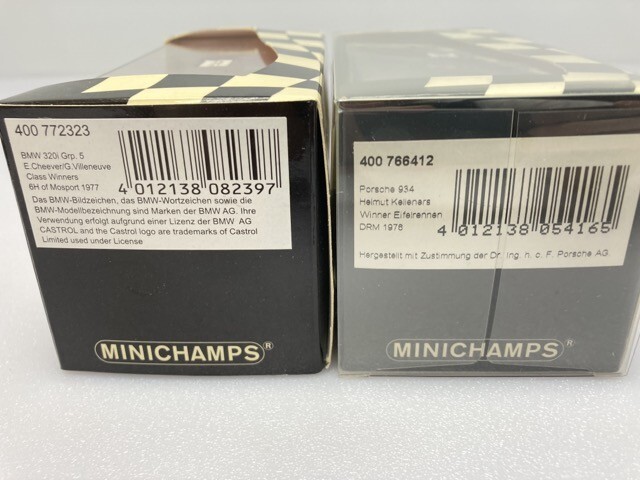 400 772323
BMW 320i Grp. 5
E.Cheever/G.Villeneuve
Class Winners
6H of Mosport 1977
4 012138 082397
Das BMW-Bildzeichen, das BMW-Wortzeichen sowie die
BMW-Modellbezeichnung sind Marken der BMW AG. Ihre
Verwendung erfolgt aufgrund einer Lizenz der BMW AG
CASTROL and the Castrol logo are trademarks of Castrol
Limited used under License
MINICHAMPS®
400 766412
Porsche 934
Helmut Kelleners
Winner Eifelrennen
DRM 1976
4 012138 054165
Hergestellt mit Zustimmung der Dr. Ing. h. c. F. Porsche AG
MINICHAMPS®